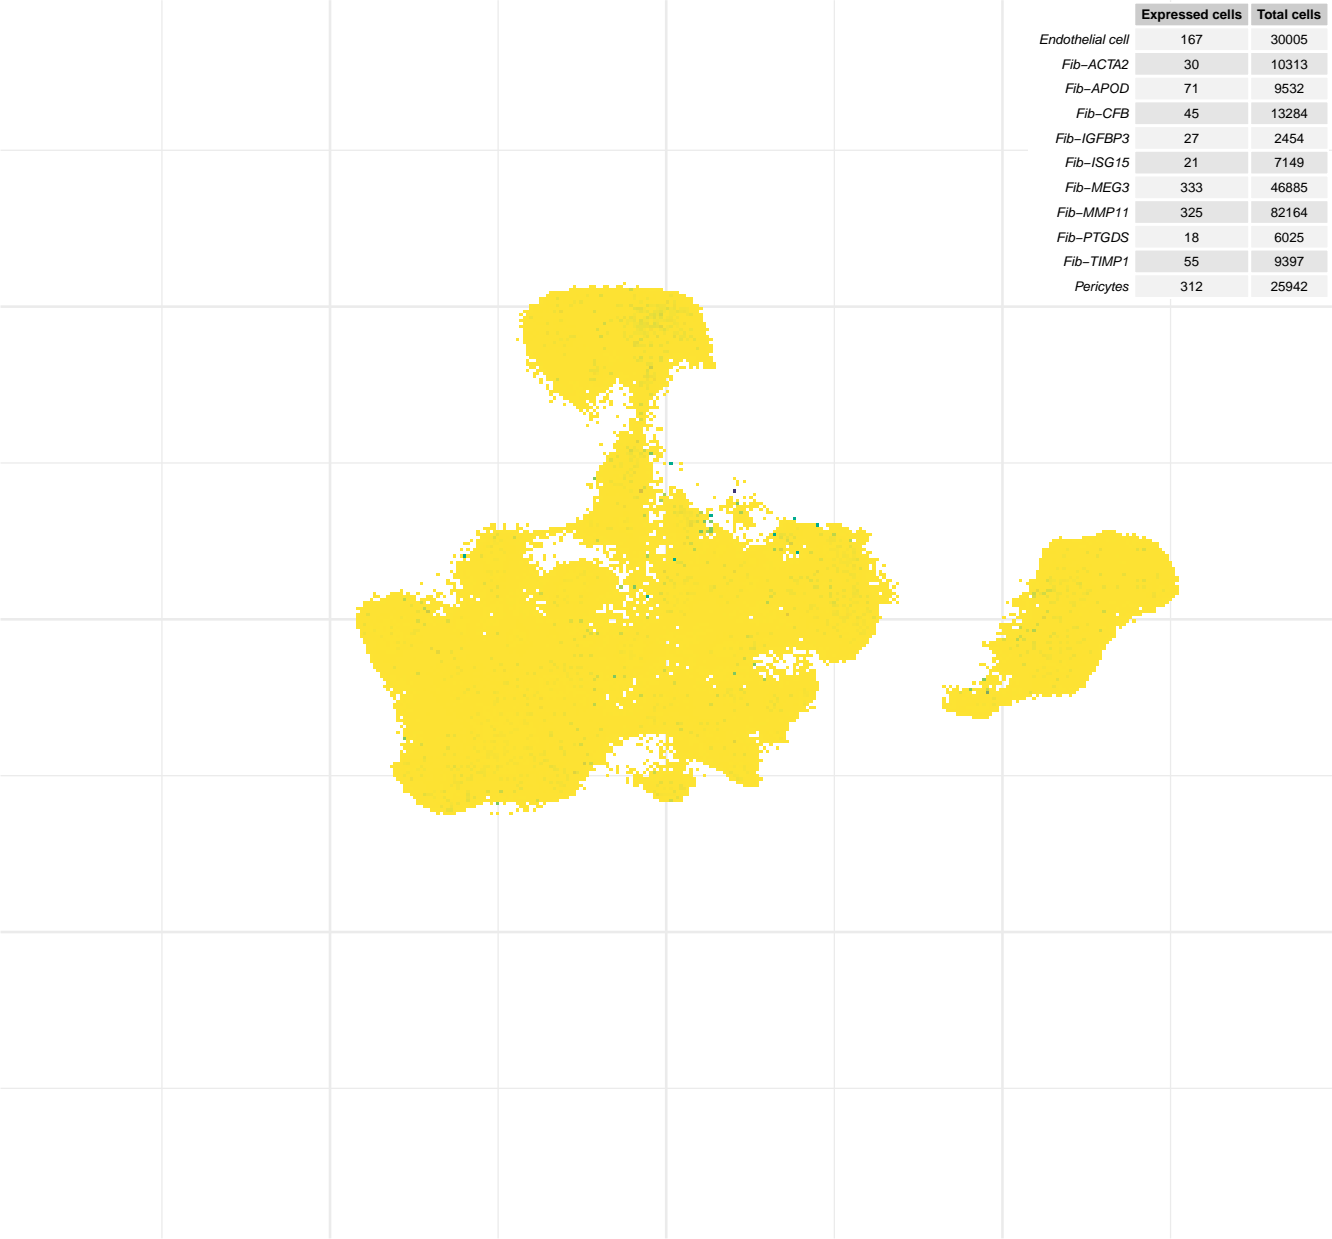 Expressed cells Total cells
Endothelial cell 167 30005
Fib−ACTA2 30 10313
Fib−APOD 71 9532
Fib−CFB 45 13284
Fib−IGFBP3 27 2454
Fib−ISG15 21 7149
Fib−MEG3 333 46885
Fib−MMP11 325 82164
Fib−PTGDS 18 6025
Fib−TIMP1 55 9397
Pericytes 312 25942